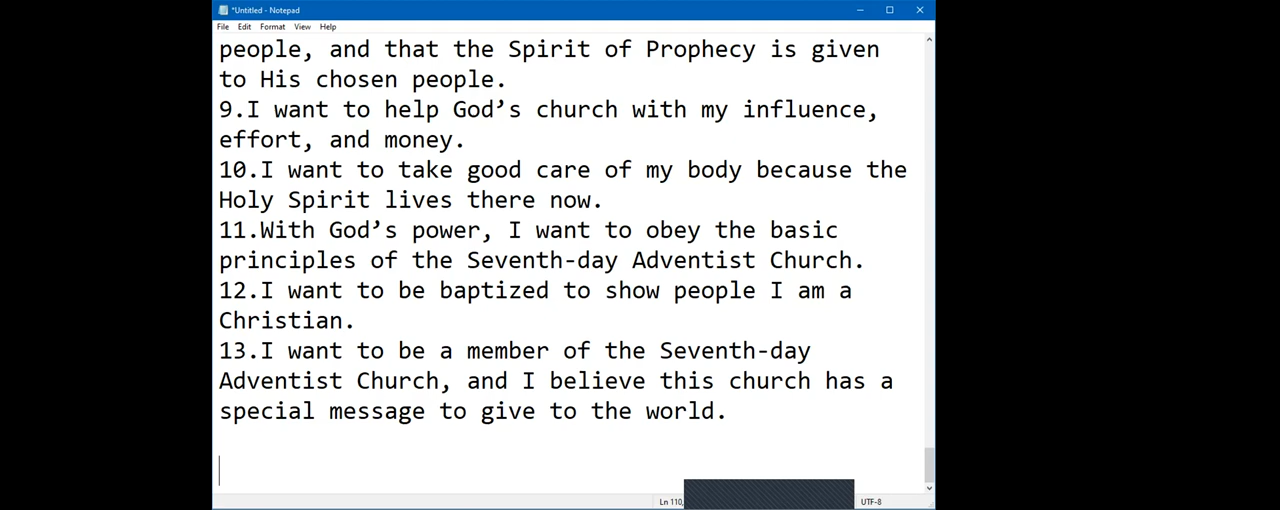 *Untitled - Notepad
File Edit Format View Help
people, and that the Spirit of Prophecy is given
to His chosen people.
9.I want to help God’s church with my influence,
effort, and money.
10.I want to take good care of my body because the
Holy Spirit lives there now.
11.With God’s power, I want to obey the basic
principles of the Seventh-day Adventist Church.
12.I want to be baptized to show people I am a
Christian.
13.I want to be a member of the Seventh-day
Adventist Church, and I believe this church has a
special message to give to the world.
Ln 110, UTF-8